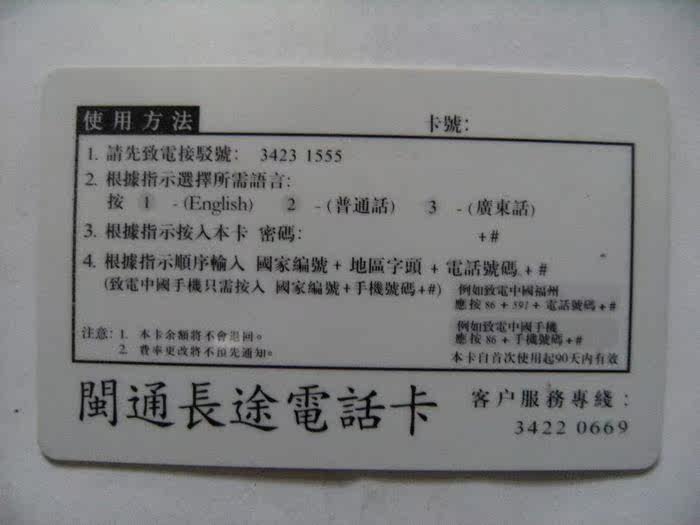 使用方法
卡號:
1. 請先致電接駁號: 3423 1555
2. 根據指示選擇所需語言:
按 1 - (English) 2 - (普通話) 3 - (廣東話)
3. 根據指示按入本卡 密碼: +#
4. 根據指示順序輸入 國家編號 + 地區字頭 + 電話號碼 + #
(致電中國手機只需按入 國家編號+手機號碼+#)
例如致電中國福州
應按 86 + 591 + 電話號碼 + #
例如致電中國手機
應按 86 + 手機號碼 + #
注意: 1. 本卡余額將不會退回。
2. 費率更改將不預先通知。
本卡自首次使用起90天内有效
閩通長途電話卡
客户服務專綫:
3422 0669